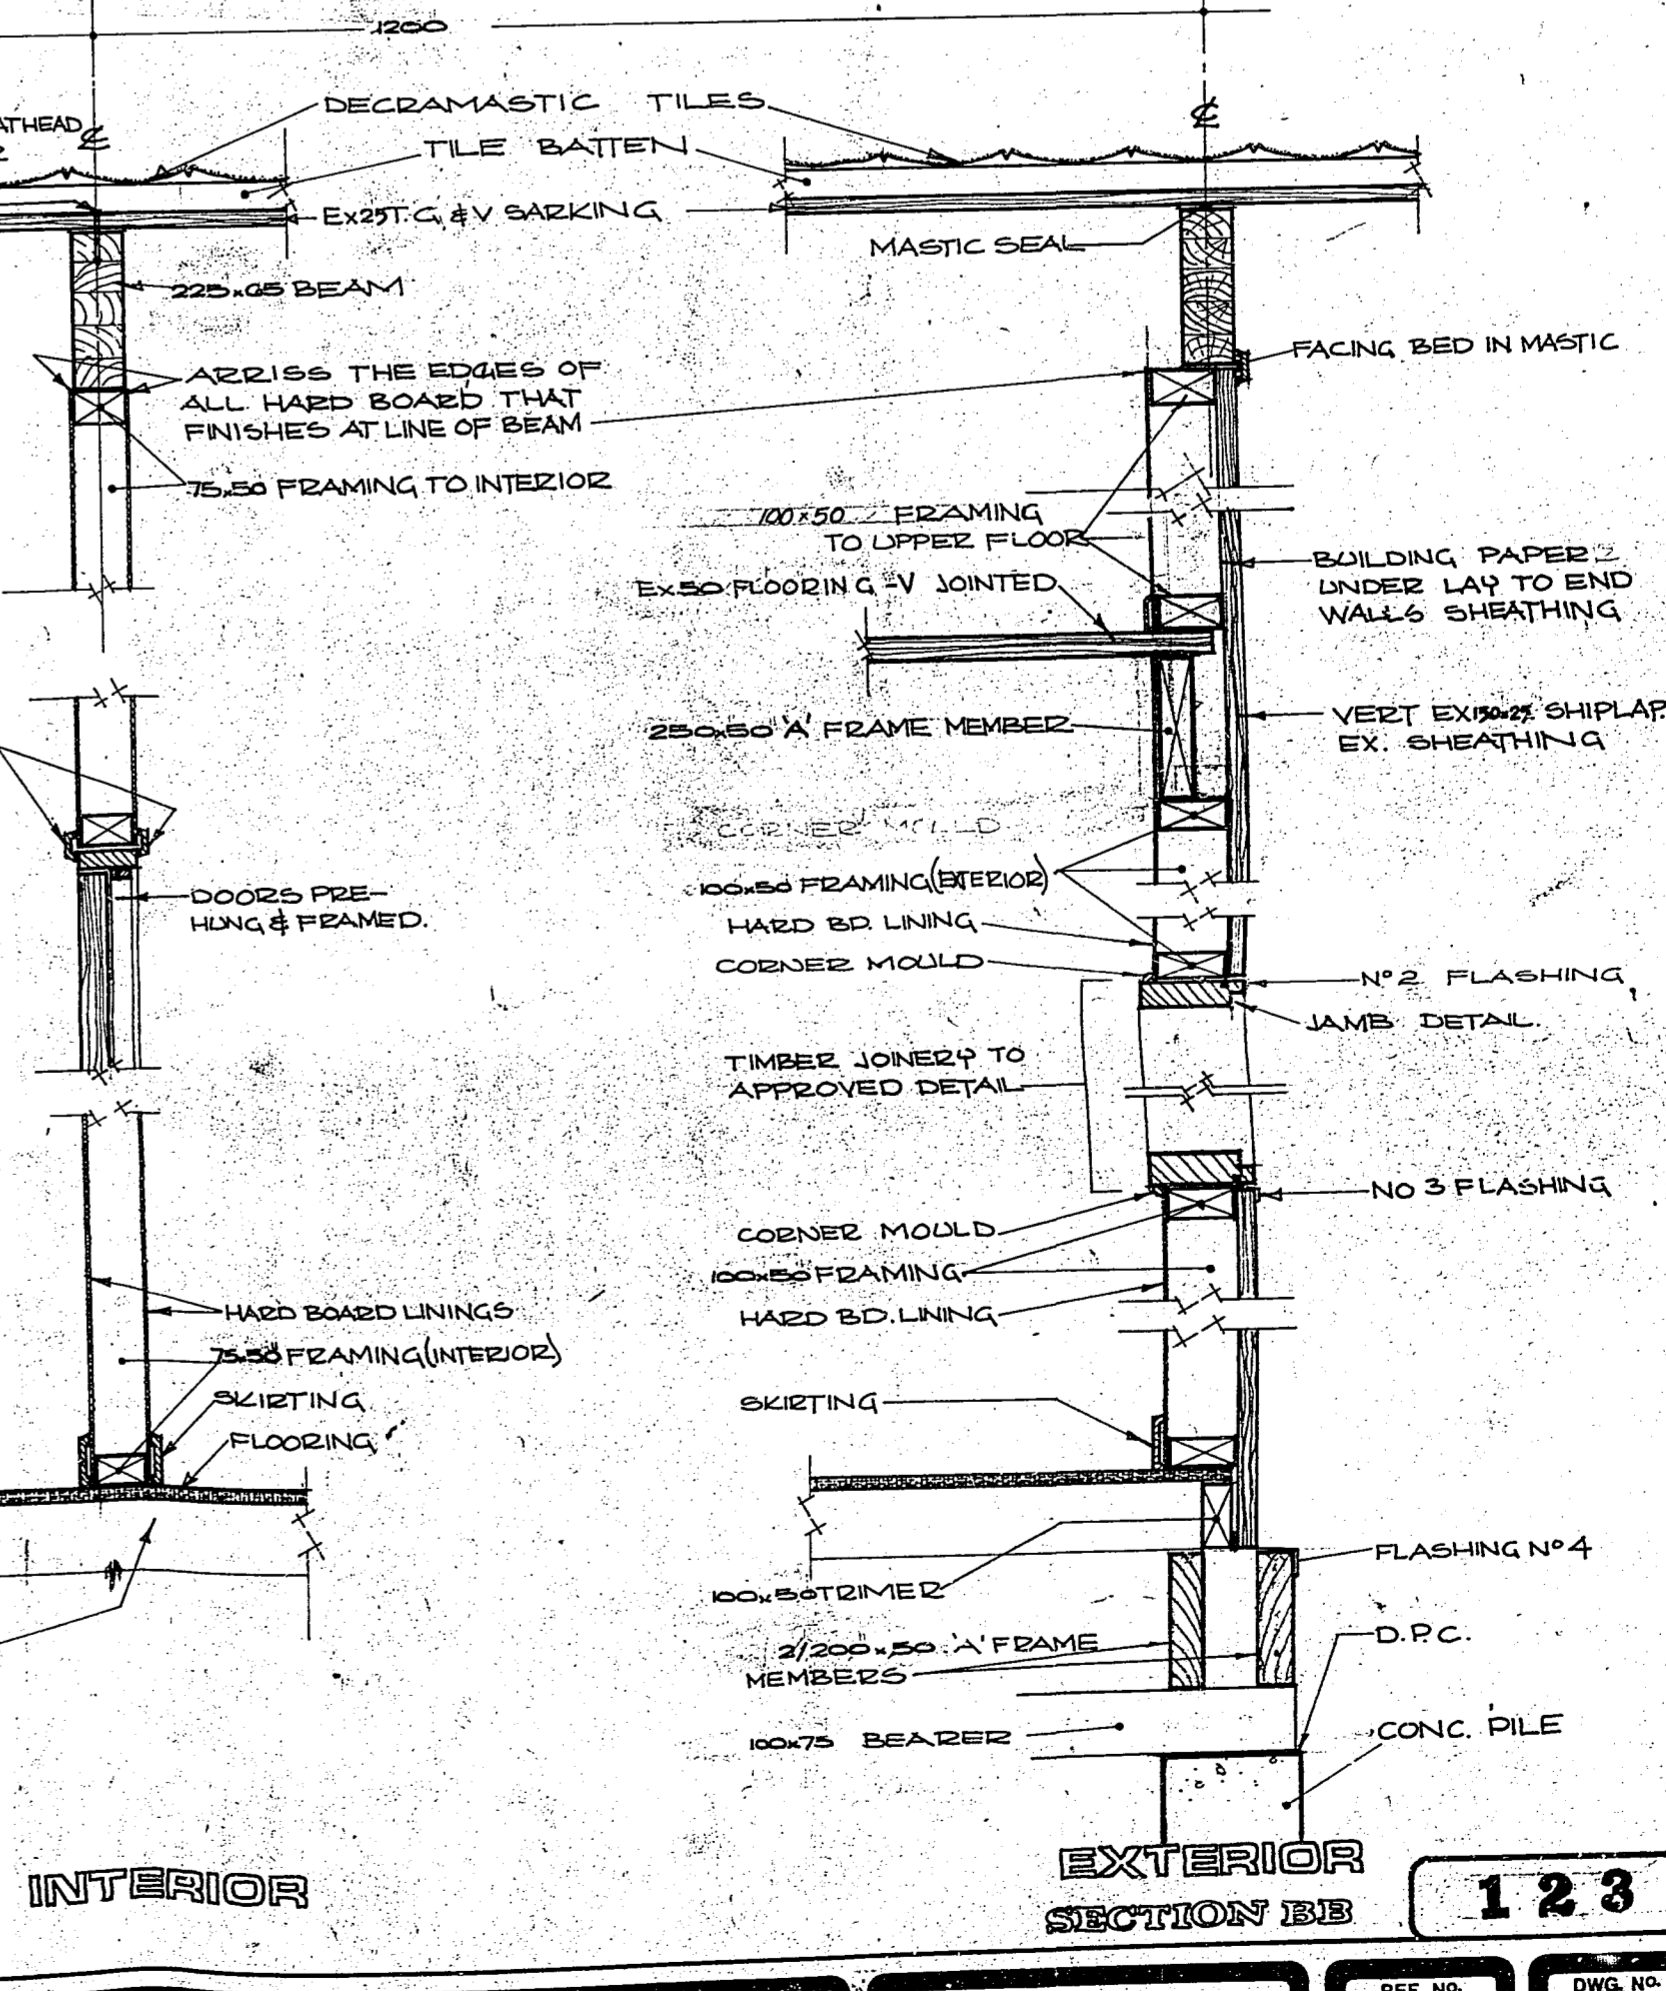 1200
DECRAMASTIC TILES
TILE BATTEN
EX25T.G. & V SARKING
MASTIC SEAL
225x65 BEAM
FACING BED IN MASTIC
ARRISS THE EDGES OF
ALL HARD BOARD THAT
FINISHES AT LINE OF BEAM
75x50 FRAMING TO INTERIOR
100x50 FRAMING
TO UPPER FLOOR
EX50 FLOORING -V JOINTED
BUILDING PAPER
UNDER LAY TO END
WALLS SHEATHING
250x50 'A' FRAME MEMBER
VERT EX150x25 SHIPLAP.
EX. SHEATHING
CORNER MOULD
100x50 FRAMING (EXTERIOR)
DOORS PRE-
HUNG & FRAMED.
HARD BD. LINING
CORNER MOULD
Nº2 FLASHING
JAMB DETAIL.
TIMBER JOINERY TO
APPROVED DETAIL
NO 3 FLASHING
CORNER MOULD
100x50 FRAMING
HARD BD. LINING
HARD BOARD LININGS
75x50 FRAMING (INTERIOR)
SKIRTING
FLOORING
SKIRTING
FLASHING Nº4
100x50 TRIMER
2/200x50 'A' FRAME
MEMBERS
D.P.C.
100x75 BEARER
CONC. PILE
INTERIOR
EXTERIOR
SECTION BB
123
REF. NO.
DWG. NO.